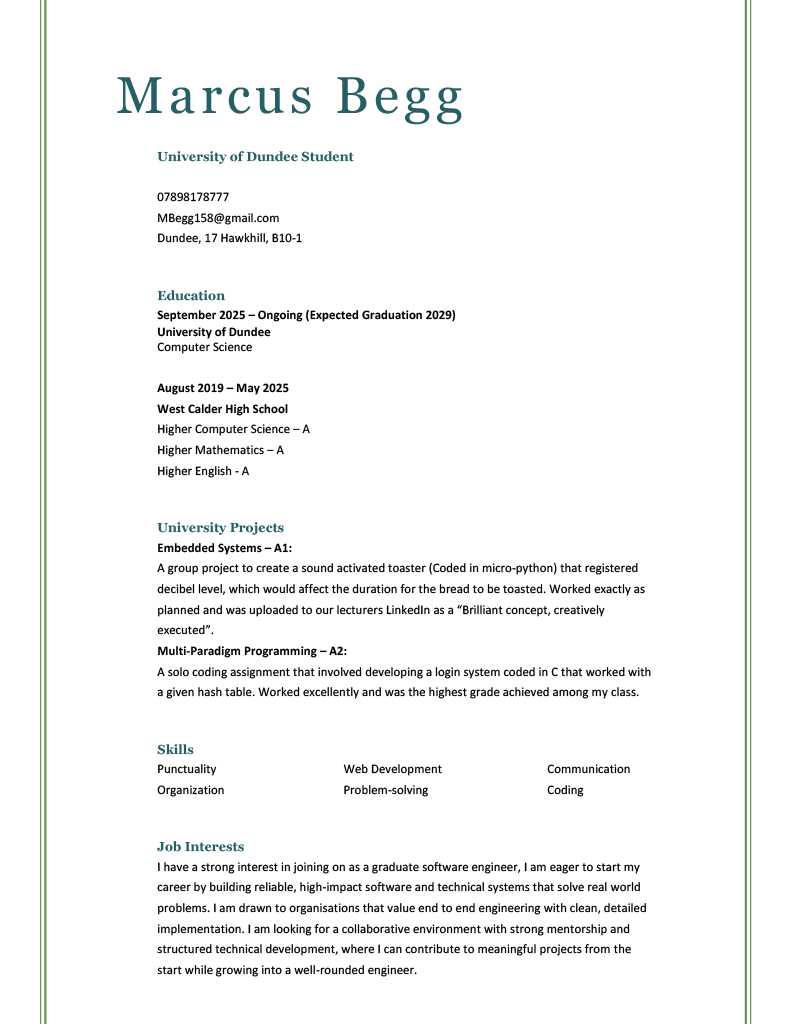 Marcus Begg
University of Dundee Student
07898178777
MBegg158@gmail.com
Dundee, 17 Hawkhill, B10-1
Education
September 2025 – Ongoing (Expected Graduation 2029)
University of Dundee
Computer Science
August 2019 – May 2025
West Calder High School
Higher Computer Science – A
Higher Mathematics – A
Higher English - A
University Projects
Embedded Systems – A1:
A group project to create a sound activated toaster (Coded in micro-python) that registered
decibel level, which would affect the duration for the bread to be toasted. Worked exactly as
planned and was uploaded to our lecturers LinkedIn as a “Brilliant concept, creatively
executed”.
Multi-Paradigm Programming – A2:
A solo coding assignment that involved developing a login system coded in C that worked with
a given hash table. Worked excellently and was the highest grade achieved among my class.
Skills
Punctuality Web Development Communication
Organization Problem-solving Coding
Job Interests
I have a strong interest in joining on as a graduate software engineer, I am eager to start my
career by building reliable, high-impact software and technical systems that solve real world
problems. I am drawn to organisations that value end to end engineering with clean, detailed
implementation. I am looking for a collaborative environment with strong mentorship and
structured technical development, where I can contribute to meaningful projects from the
start while growing into a well-rounded engineer.